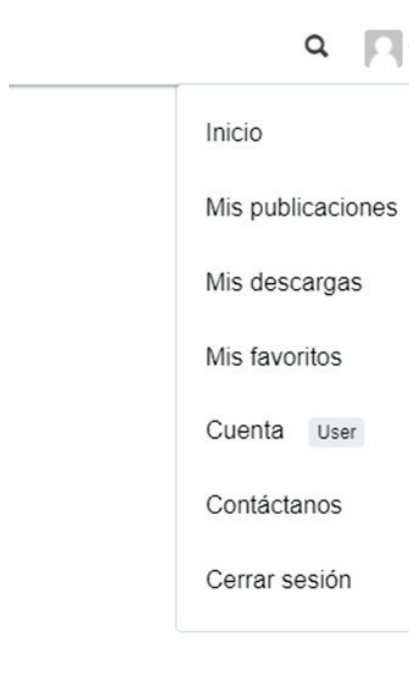 Inicio
Mis publicaciones
Mis descargas
Mis favoritos
Cuenta User
Contáctanos
Cerrar sesión